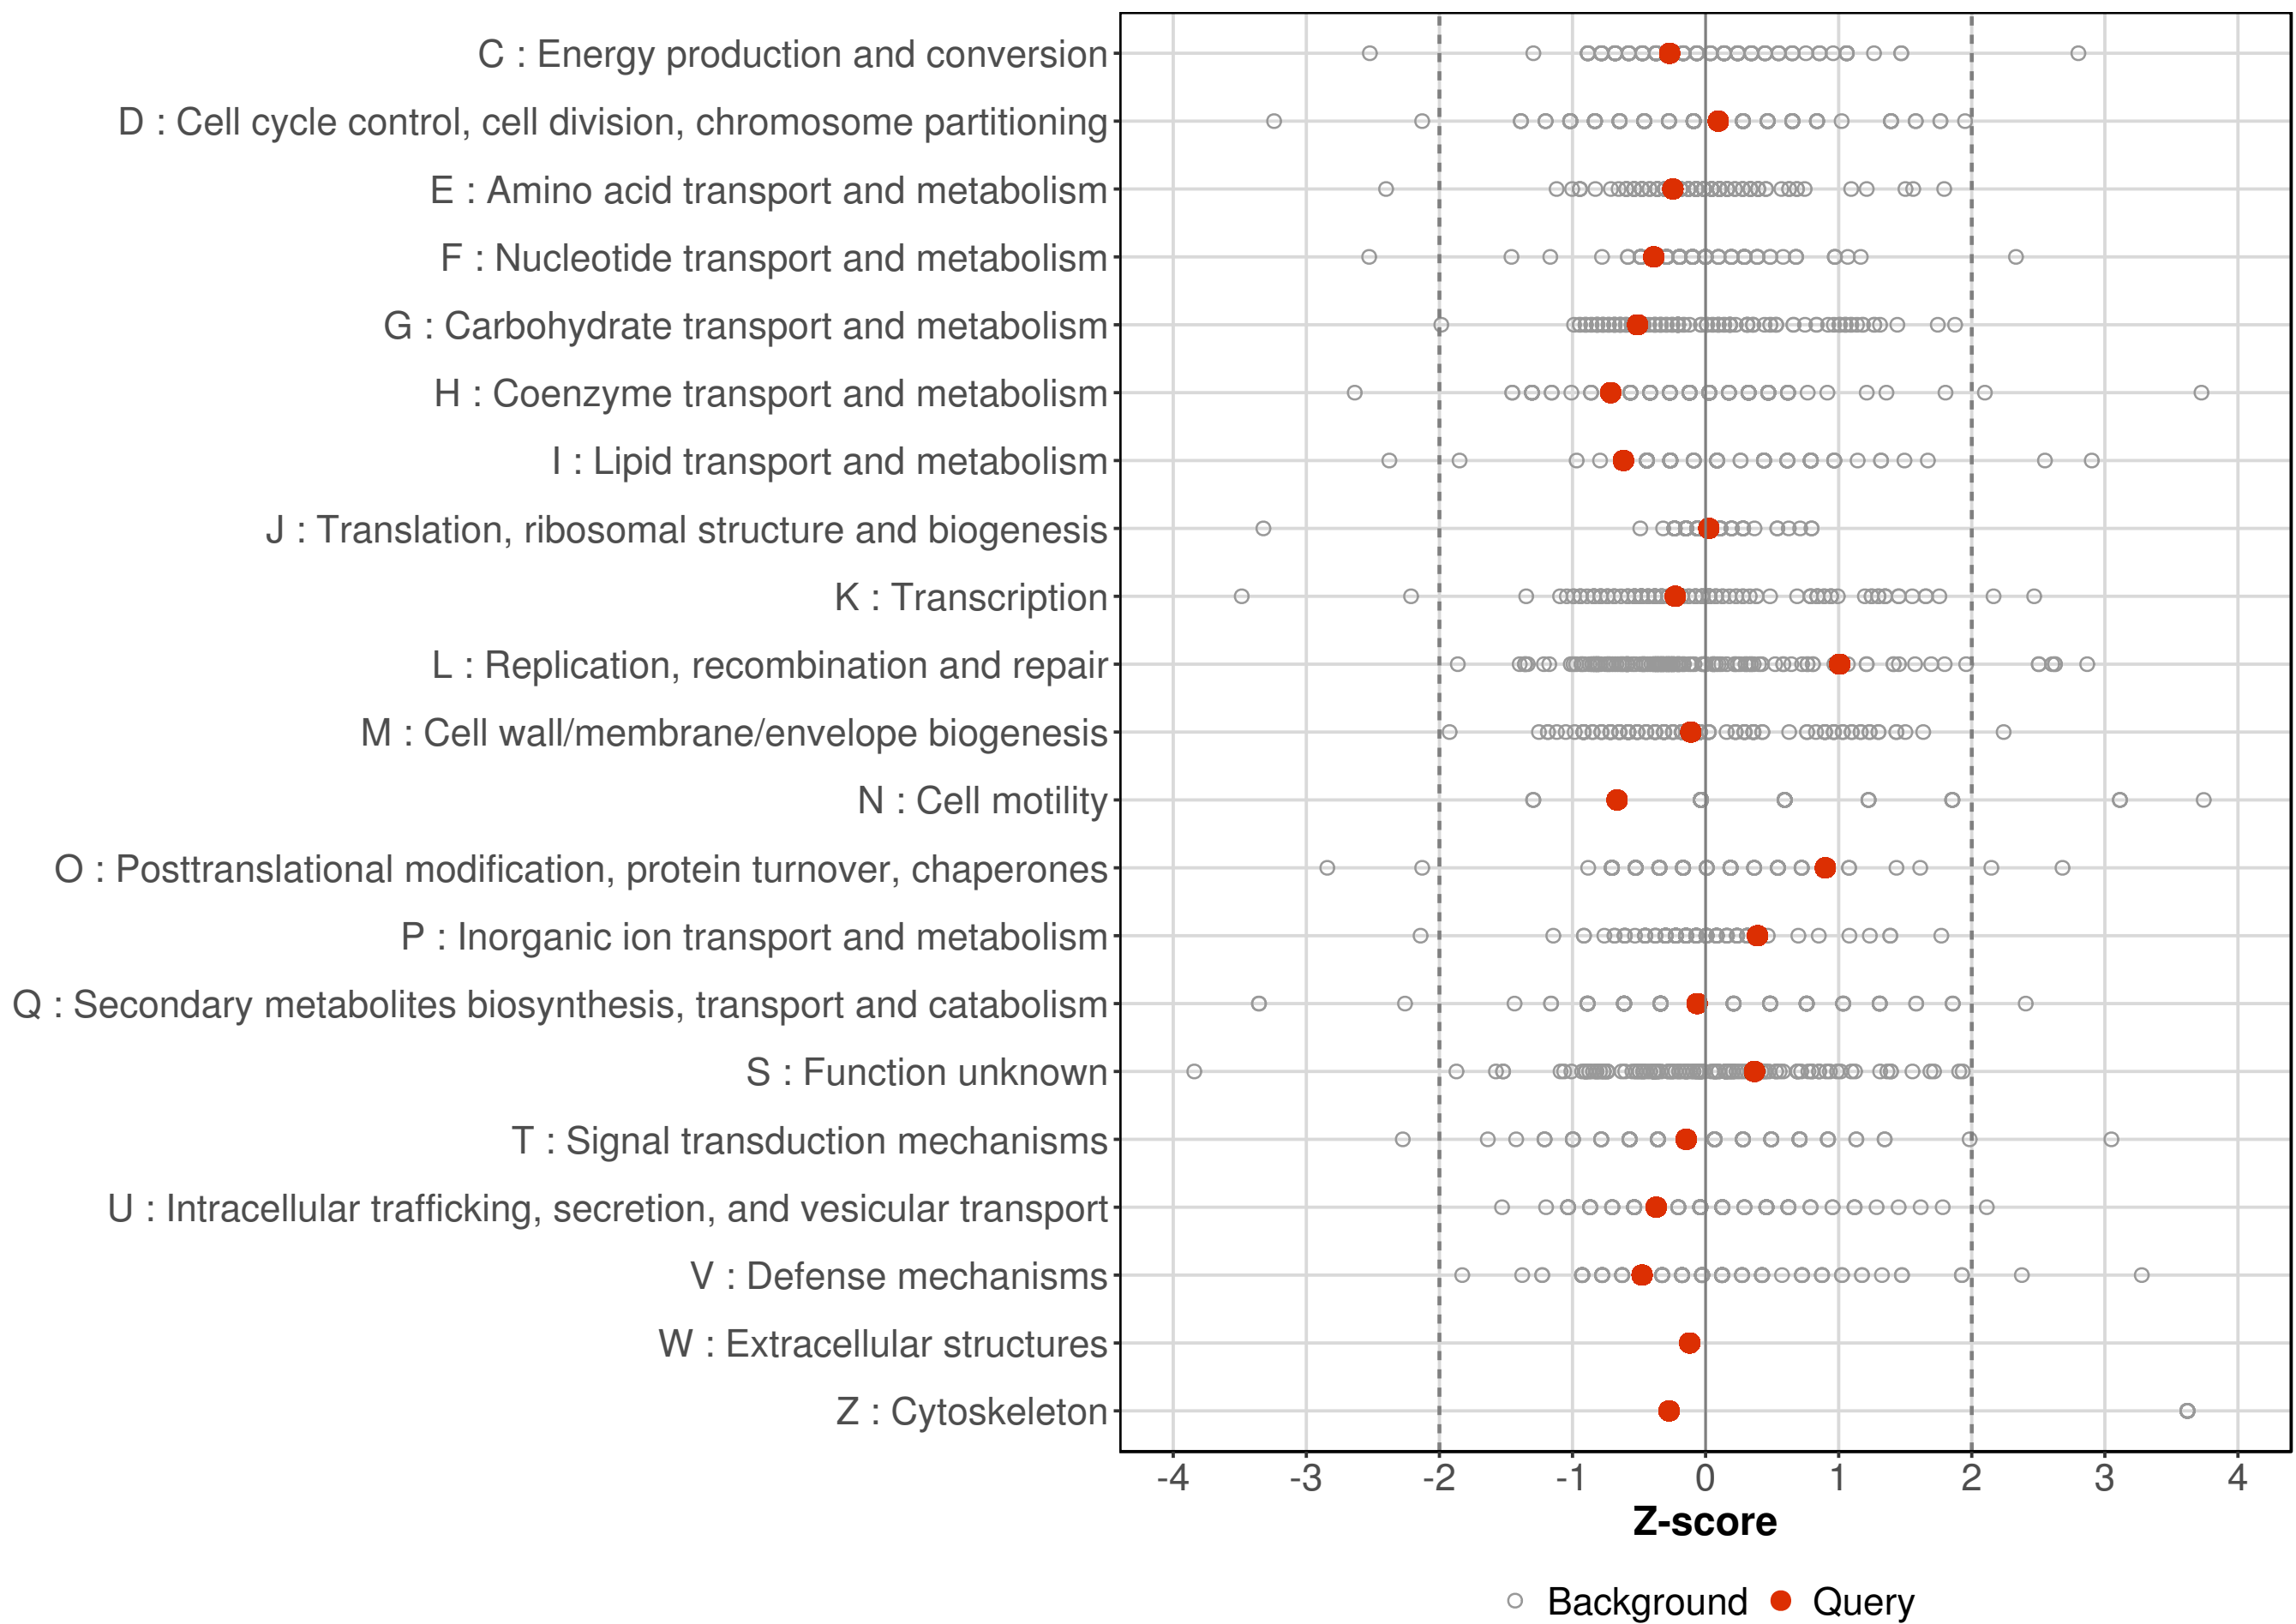 C : Energy production and conversion
D : Cell cycle control, cell division, chromosome partitioning
E : Amino acid transport and metabolism
F : Nucleotide transport and metabolism
G : Carbohydrate transport and metabolism
H : Coenzyme transport and metabolism
I : Lipid transport and metabolism
J : Translation, ribosomal structure and biogenesis
K : Transcription
L : Replication, recombination and repair
M : Cell wall/membrane/envelope biogenesis
N : Cell motility
O : Posttranslational modification, protein turnover, chaperones
P : Inorganic ion transport and metabolism
Q : Secondary metabolites biosynthesis, transport and catabolism
S : Function unknown
T : Signal transduction mechanisms
U : Intracellular trafficking, secretion, and vesicular transport
V : Defense mechanisms
W : Extracellular structures
Z : Cytoskeleton
-4 -3 -2 -1 0 1 2 3 4
Z-score
Background Query